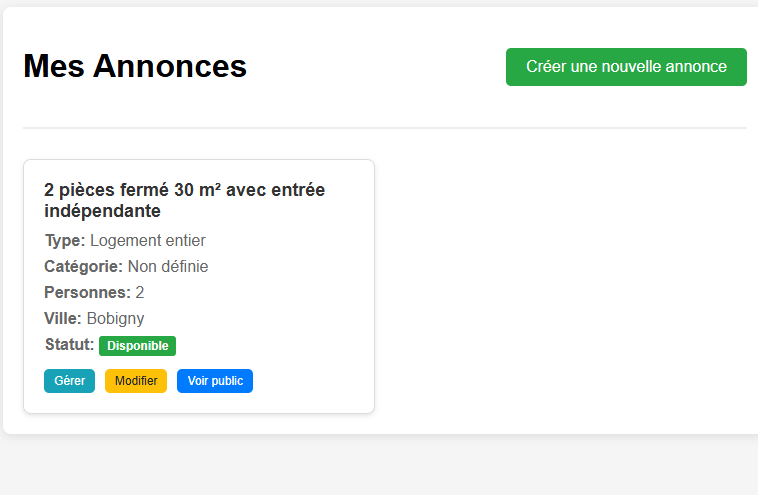 Mes Annonces
Créer une nouvelle annonce
2 pièces fermé 30 m² avec entrée
indépendante
Type: Logement entier
Catégorie: Non définie
Personnes: 2
Ville: Bobigny
Statut: Disponible
Gérer Modifier Voir public